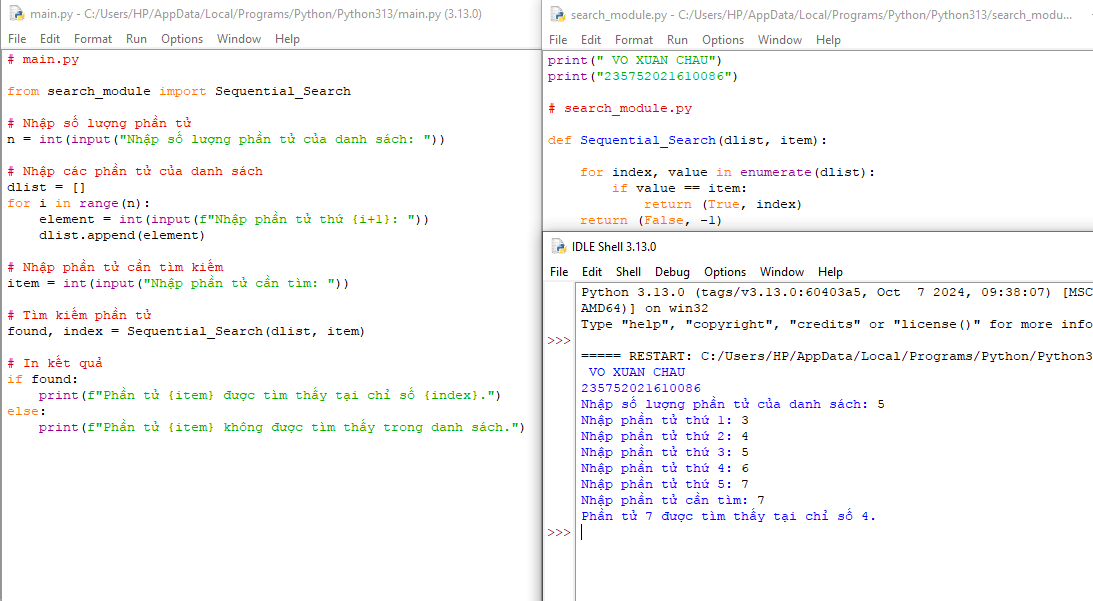 main.py - C:/Users/HP/AppData/Local/Programs/Python/Python313/main.py (3.13.0)
File Edit Format Run Options Window Help
# main.py
from search_module import Sequential_Search
# Nhập số lượng phần tử
n = int(input("Nhập số lượng phần tử của danh sách: "))
# Nhập các phần tử của danh sách
dlist = []
for i in range(n):
    element = int(input(f"Nhập phần tử thứ {i+1}: "))
    dlist.append(element)
# Nhập phần tử cần tìm kiếm
item = int(input("Nhập phần tử cần tìm: "))
# Tìm kiếm phần tử
found, index = Sequential_Search(dlist, item)
# In kết quả
if found:
    print(f"Phần tử {item} được tìm thấy tại chỉ số {index}.")
else:
    print(f"Phần tử {item} không được tìm thấy trong danh sách.")
search_module.py - C:/Users/HP/AppData/Local/Programs/Python/Python313/search_modu...
File Edit Format Run Options Window Help
print(" VO XUAN CHAU")
print("235752021610086")
# search_module.py
def Sequential_Search(dlist, item):
    for index, value in enumerate(dlist):
        if value == item:
            return (True, index)
    return (False, -1)
IDLE Shell 3.13.0
File Edit Shell Debug Options Window Help
Python 3.13.0 (tags/v3.13.0:60403a5, Oct  7 2024, 09:38:07) [MSC
AMD64)] on win32
Type "help", "copyright", "credits" or "license()" for more info
>>>
===== RESTART: C:/Users/HP/AppData/Local/Programs/Python/Python3
 VO XUAN CHAU
235752021610086
Nhập số lượng phần tử của danh sách: 5
Nhập phần tử thứ 1: 3
Nhập phần tử thứ 2: 4
Nhập phần tử thứ 3: 5
Nhập phần tử thứ 4: 6
Nhập phần tử thứ 5: 7
Nhập phần tử cần tìm: 7
Phần tử 7 được tìm thấy tại chỉ số 4.
>>>